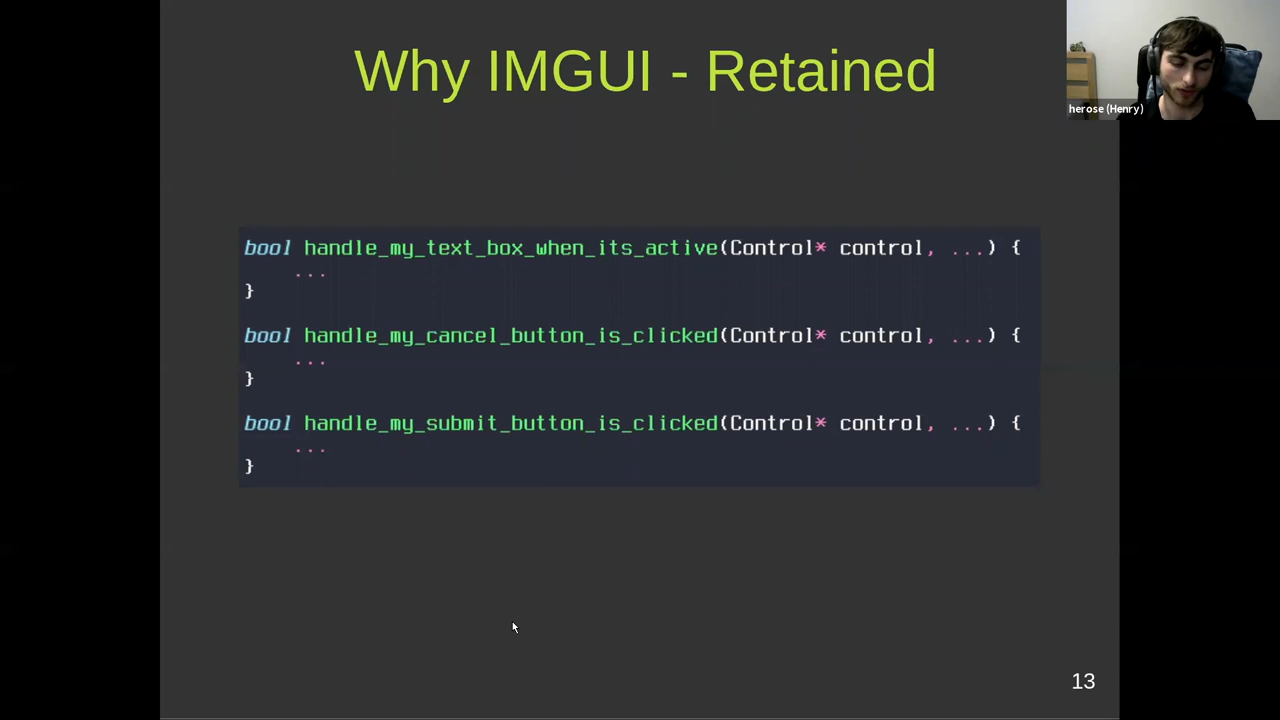 Why IMGUI - Retained
herose (Henry)
bool handle_my_text_box_when_its_active(Control* control, ...) {
...
}
bool handle_my_cancel_button_is_clicked(Control* control, ...) {
...
}
bool handle_my_submit_button_is_clicked(Control* control, ...) {
...
}
13